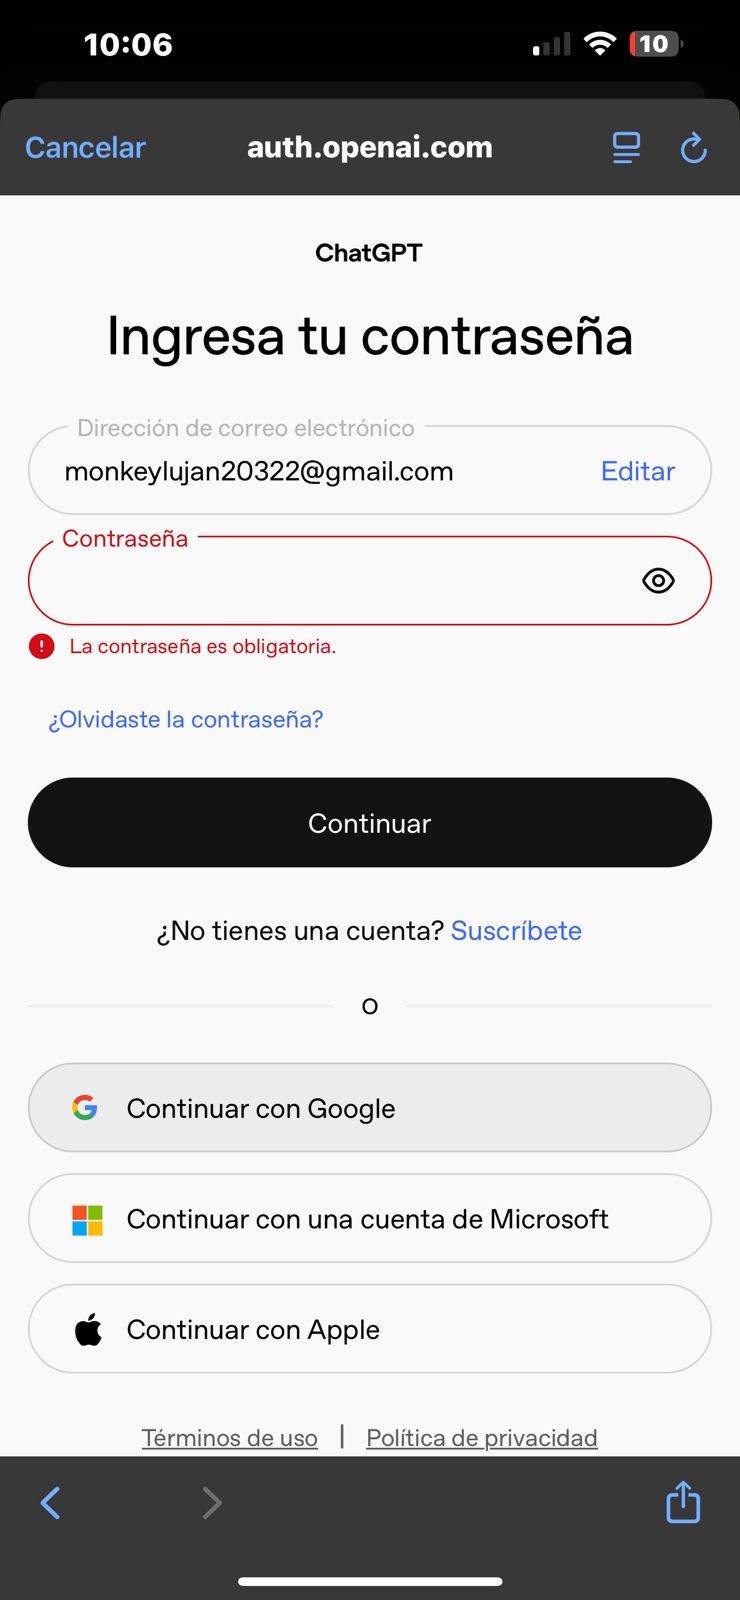 10:06
10
Cancelar
auth.openai.com
ChatGPT
Ingresa tu contraseña
Dirección de correo electrónico
monkeylujan20322@gmail.com
Editar
Contraseña
La contraseña es obligatoria.
¿Olvidaste la contraseña?
Continuar
¿No tienes una cuenta? Suscríbete
O
Continuar con Google
Continuar con una cuenta de Microsoft
Continuar con Apple
Términos de uso | Política de privacidad